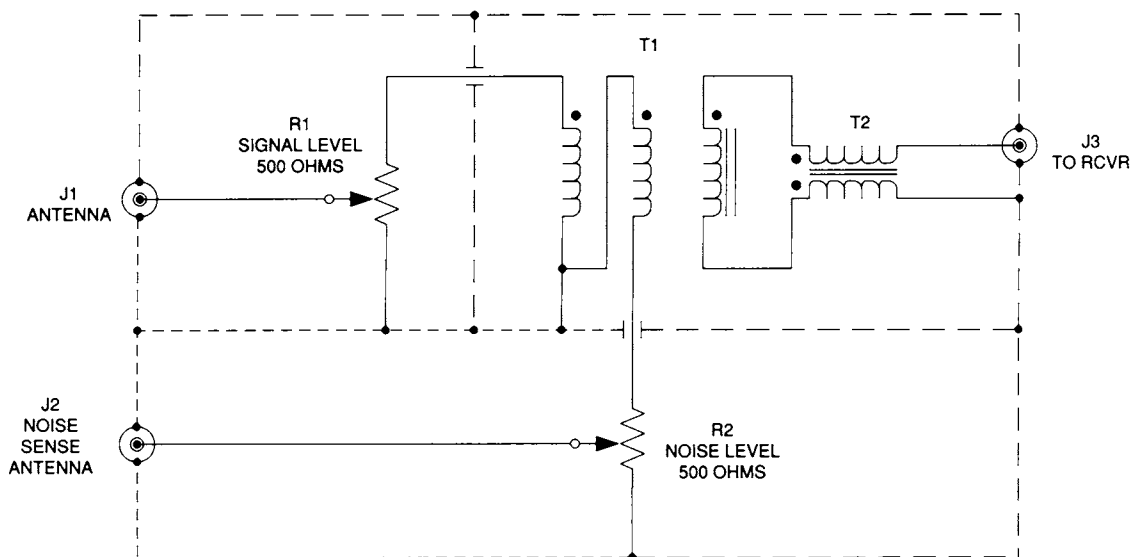 T1
R1
SIGNAL LEVEL
500 OHMS
T2
J3
TO RCVR
J1
ANTENNA
J2
NOISE
SENSE
ANTENNA
R2
NOISE LEVEL
500 OHMS